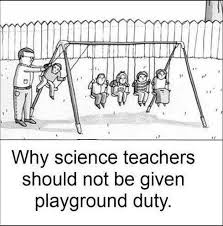 Why science teachers
should not be given
playground duty.